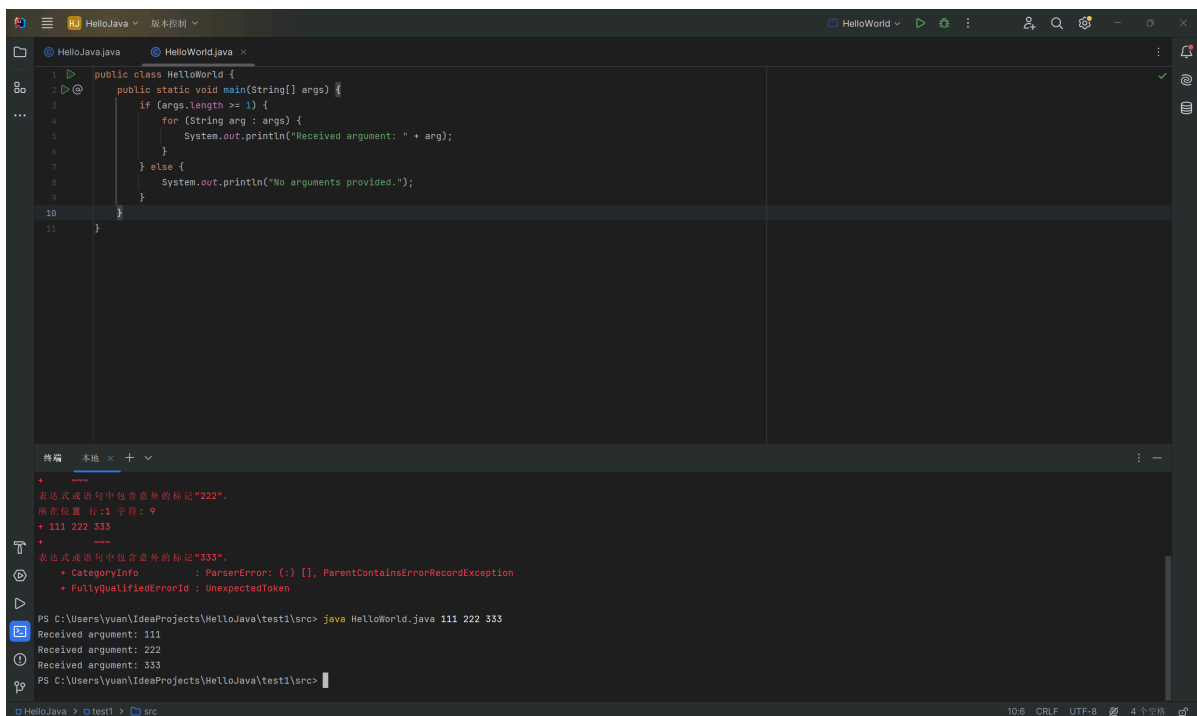 HJ HelloJava 版本控制 HelloWorld
HelloJava.java HelloWorld.java ×
1 public class HelloWorld {
2 @ public static void main(String[] args) {
3 if (args.length >= 1) {
4 for (String arg : args) {
5 System.out.println("Received argument: " + arg);
6 }
7 } else {
8 System.out.println("No arguments provided.");
9 }
10 }
11 }
终端 本地 ×
+ ~~~
表达式或语句中包含意外的标记"222"。
所在位置 行:1 字符: 9
+ 111 222 333
+ ~~~
表达式或语句中包含意外的标记"333"。
+ CategoryInfo : ParserError: (:) [], ParentContainsErrorRecordException
+ FullyQualifiedErrorId : UnexpectedToken
PS C:\Users\yuan\IdeaProjects\HelloJava\test1\src> java HelloWorld.java 111 222 333
Received argument: 111
Received argument: 222
Received argument: 333
PS C:\Users\yuan\IdeaProjects\HelloJava\test1\src>
HelloJava > test1 > src 10:6 CRLF UTF-8 4 个空格